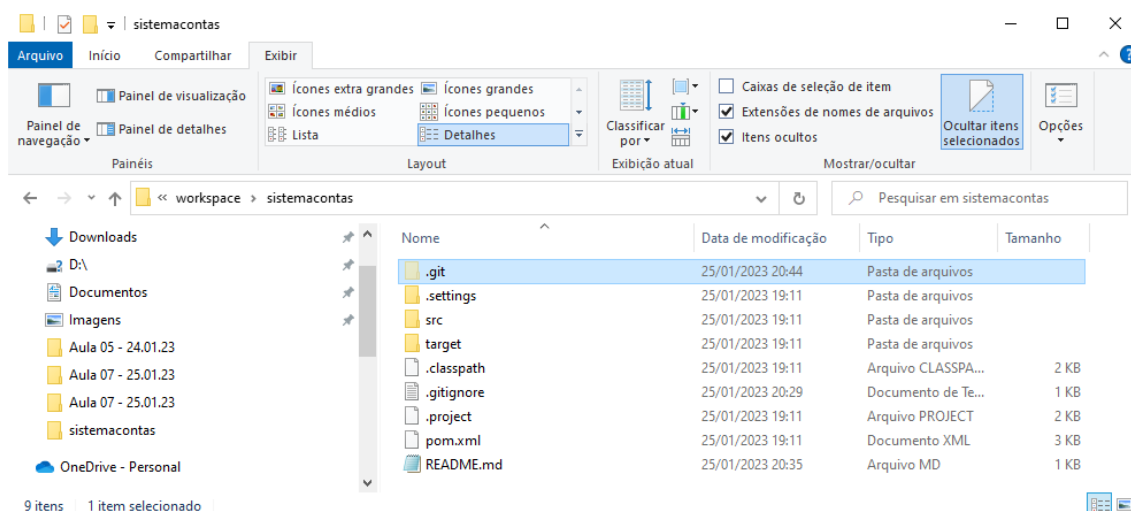 sistemacontas
Arquivo Início Compartilhar Exibir
Painel de navegação
Painel de visualização
Painel de detalhes
Painéis
Ícones extra grandes Ícones grandes
Ícones médios Ícones pequenos
Lista Detalhes
Layout
Classificar por
Exibição atual
Caixas de seleção de item
Extensões de nomes de arquivos
Itens ocultos
Ocultar itens selecionados
Mostrar/ocultar
Opções
« workspace › sistemacontas
Pesquisar em sistemacontas
Downloads
D:\
Documentos
Imagens
Aula 05 - 24.01.23
Aula 07 - 25.01.23
Aula 07 - 25.01.23
sistemacontas
OneDrive - Personal
Nome Data de modificação Tipo Tamanho
.git 25/01/2023 20:44 Pasta de arquivos
.settings 25/01/2023 19:11 Pasta de arquivos
src 25/01/2023 19:11 Pasta de arquivos
target 25/01/2023 19:11 Pasta de arquivos
.classpath 25/01/2023 19:11 Arquivo CLASSPA... 2 KB
.gitignore 25/01/2023 20:29 Documento de Te... 1 KB
.project 25/01/2023 19:11 Arquivo PROJECT 2 KB
pom.xml 25/01/2023 19:11 Documento XML 3 KB
README.md 25/01/2023 20:35 Arquivo MD 1 KB
9 itens 1 item selecionado